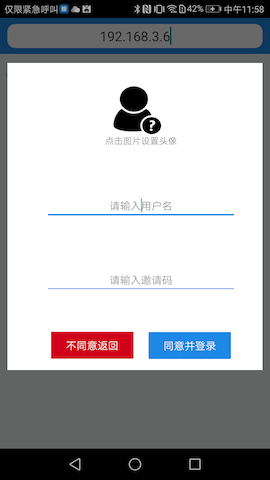 仅限紧急呼叫 42% 中午11:58
192.168.3.6
?
点击图片设置头像
请输入用户名
请输入邀请码
不同意返回 同意并登录